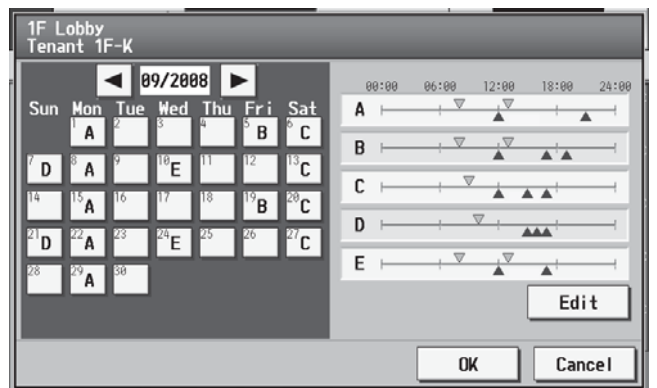 1F Lobby
Tenant 1F-K
09/2008
Sun Mon Tue Wed Thu Fri Sat
1 A 2 3 4 5 B 6 C
7 D 8 A 9 10 E 11 12 13 C
14 15 A 16 17 18 19 B 20 C
21 D 22 A 23 24 E 25 26 27 C
28 29 A 30
00:00 06:00 12:00 18:00 24:00
A
B
C
D
E
Edit
OK Cancel